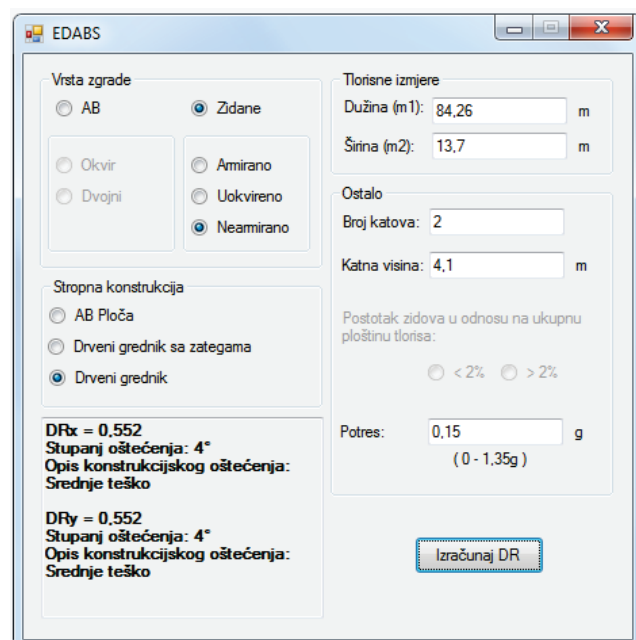 EDABS
Vrsta zgrade
AB
Zidane
Okvir
Dvojni
Armirano
Uokvireno
Nearmirano
Stropna konstrukcija
AB Ploča
Drveni grednik sa zategama
Drveni grednik
DRx = 0,552
Stupanj oštećenja: 4°
Opis konstrukcijskog oštećenja:
Srednje teško
DRy = 0,552
Stupanj oštećenja: 4°
Opis konstrukcijskog oštećenja:
Srednje teško
Tlorisne izmjere
Dužina (m1): 84,26 m
Širina (m2): 13,7 m
Ostalo
Broj katova: 2
Katna visina: 4,1 m
Postotak zidova u odnosu na ukupnu
ploštinu tlorisa:
< 2% > 2%
Potres: 0,15 g
( 0 - 1,35g )
Izračunaj DR